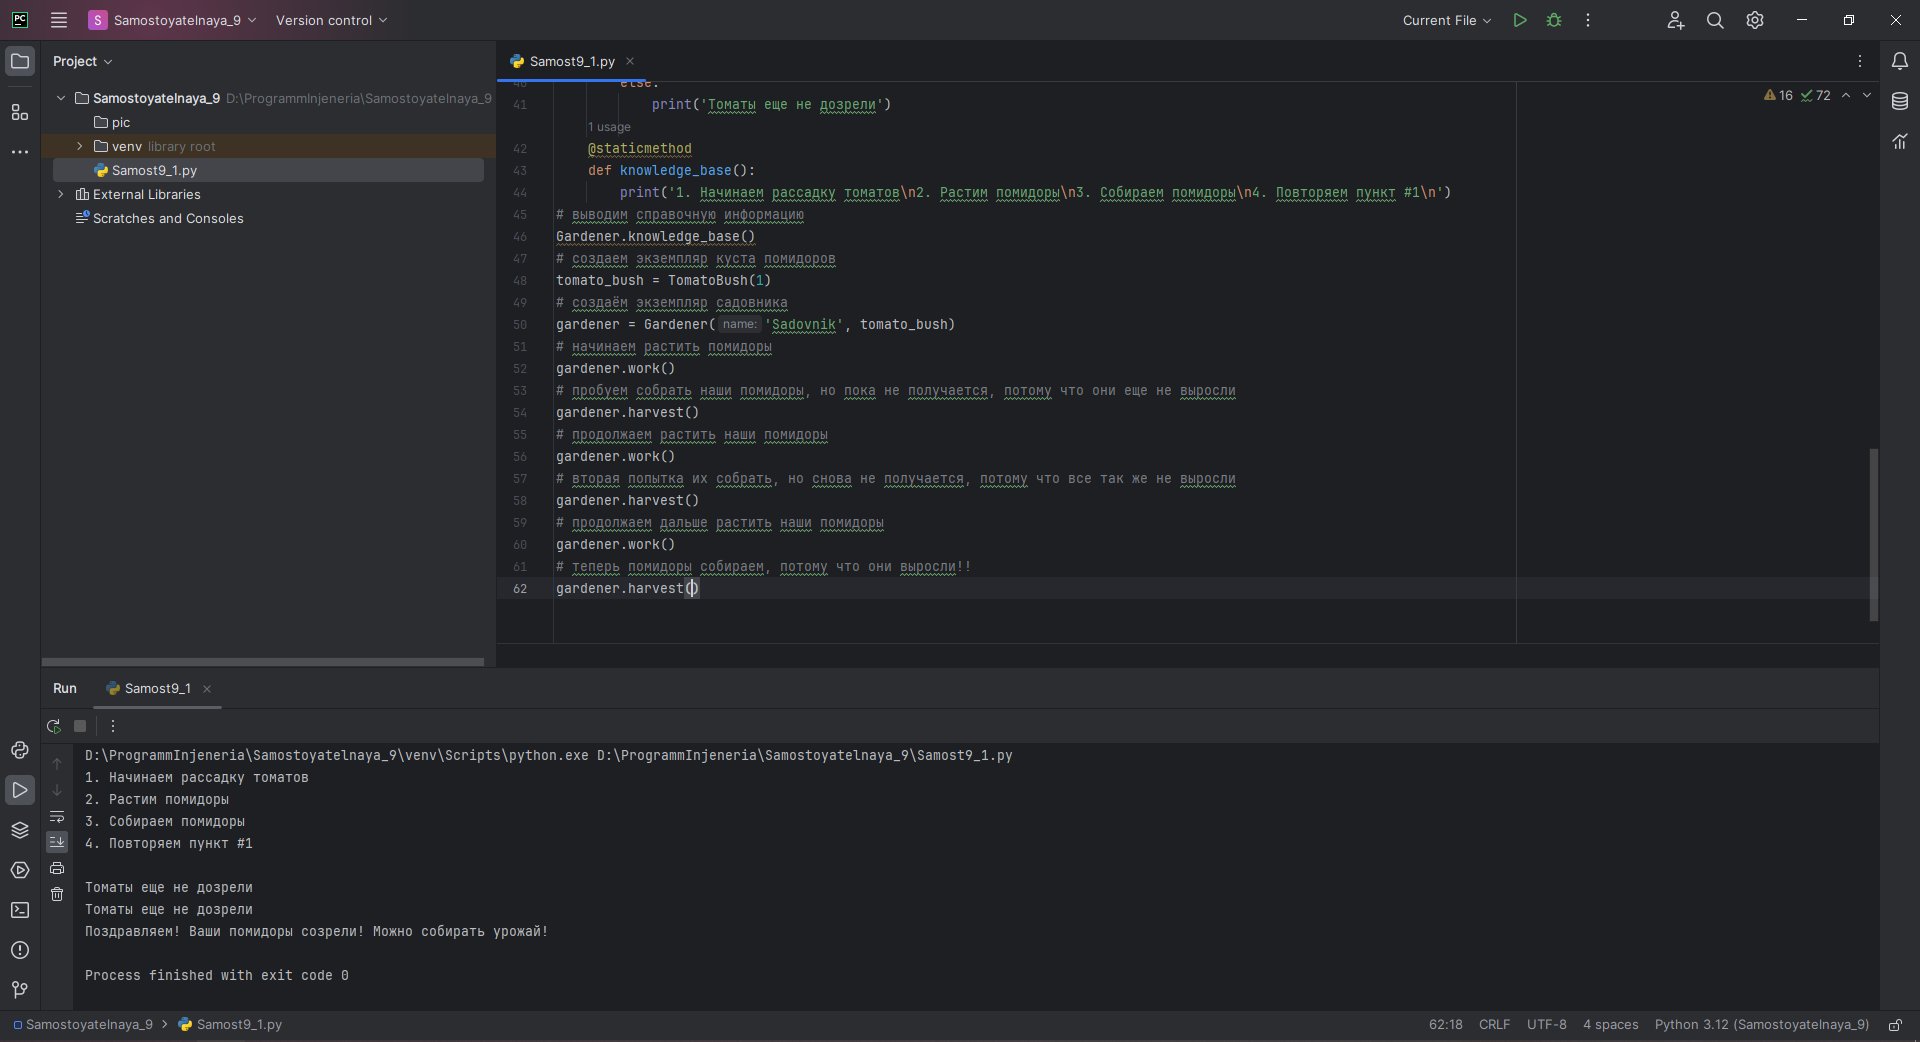 PC
S Samostoyatelnaya_9 Version control Current File
Project
Samost9_1.py
Samostoyatelnaya_9 D:\ProgrammInjeneria\Samostoyatelnaya_9
pic
venv library root
Samost9_1.py
External Libraries
Scratches and Consoles
16 72
40 else:
41 print('Томаты еще не дозрели')
1 usage
42 @staticmethod
43 def knowledge_base():
44 print('1. Начинаем рассадку томатов\n2. Растим помидоры\n3. Собираем помидоры\n4. Повторяем пункт #1\n')
45 # выводим справочную информацию
46 Gardener.knowledge_base()
47 # создаем экземпляр куста помидоров
48 tomato_bush = TomatoBush(1)
49 # создаём экземпляр садовника
50 gardener = Gardener( name: 'Sadovnik', tomato_bush)
51 # начинаем растить помидоры
52 gardener.work()
53 # пробуем собрать наши помидоры, но пока не получается, потому что они еще не выросли
54 gardener.harvest()
55 # продолжаем растить наши помидоры
56 gardener.work()
57 # вторая попытка их собрать, но снова не получается, потому что все так же не выросли
58 gardener.harvest()
59 # продолжаем дальше растить наши помидоры
60 gardener.work()
61 # теперь помидоры собираем, потому что они выросли!!
62 gardener.harvest()
Run Samost9_1
D:\ProgrammInjeneria\Samostoyatelnaya_9\venv\Scripts\python.exe D:\ProgrammInjeneria\Samostoyatelnaya_9\Samost9_1.py
1. Начинаем рассадку томатов
2. Растим помидоры
3. Собираем помидоры
4. Повторяем пункт #1
Томаты еще не дозрели
Томаты еще не дозрели
Поздравляем! Ваши помидоры созрели! Можно собирать урожай!
Process finished with exit code 0
Samostoyatelnaya_9 Samost9_1.py 62:18 CRLF UTF-8 4 spaces Python 3.12 (Samostoyatelnaya_9)